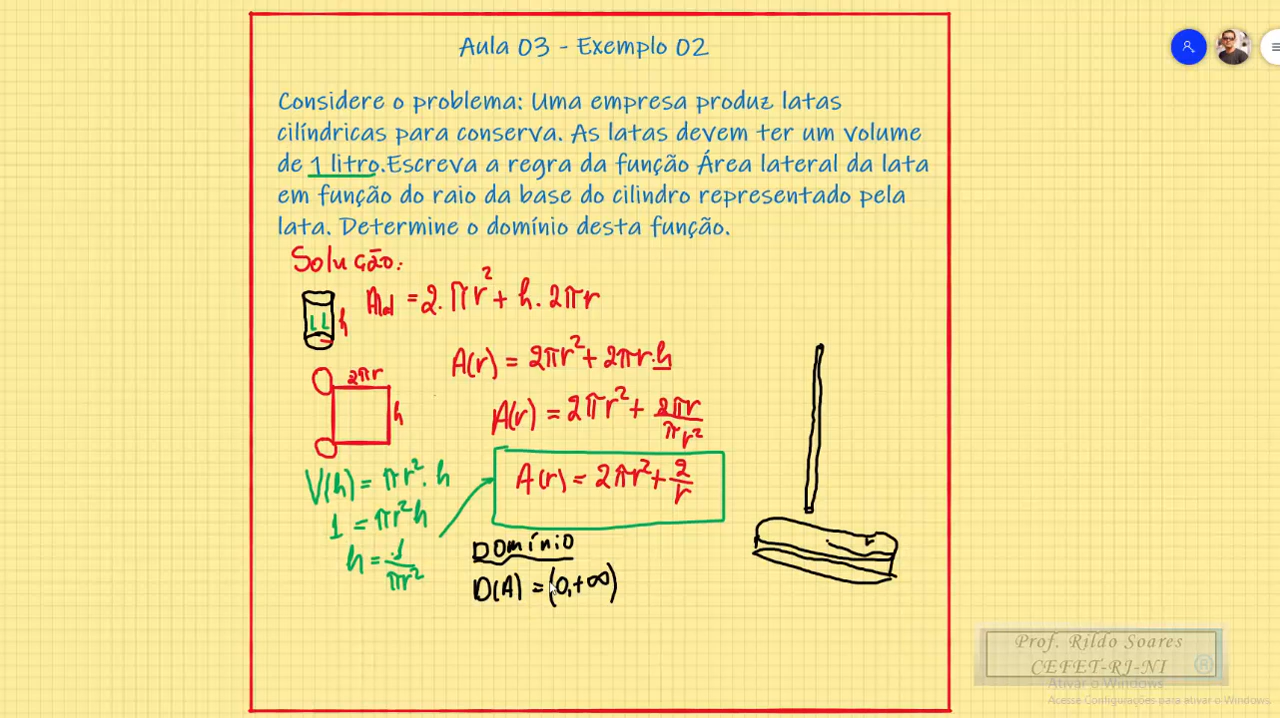 Aula 03 - Exemplo 02
Considere o problema: Uma empresa produz latas
cilíndricas para conserva. As latas devem ter um volume
de 1 litro.Escreva a regra da função Área lateral da lata
em função do raio da base do cilindro representado pela
lata. Determine o domínio desta função.
Solução:
1L h
2πr
h
V(h) = πr². h
1 = πr²h
h = 1/πr²
= 2. πr² + h. 2πr
A(r) = 2πr² + 2πr.h
A(r) = 2πr² + 2πr/πr²
A(r) = 2πr² + 2/r
Domínio
D(A) = (0,+∞)
Prof. Rildo Soares
CEFET-RJ-NI
®
Ativar o Windows
Acesse Configurações para ativar o Windows.